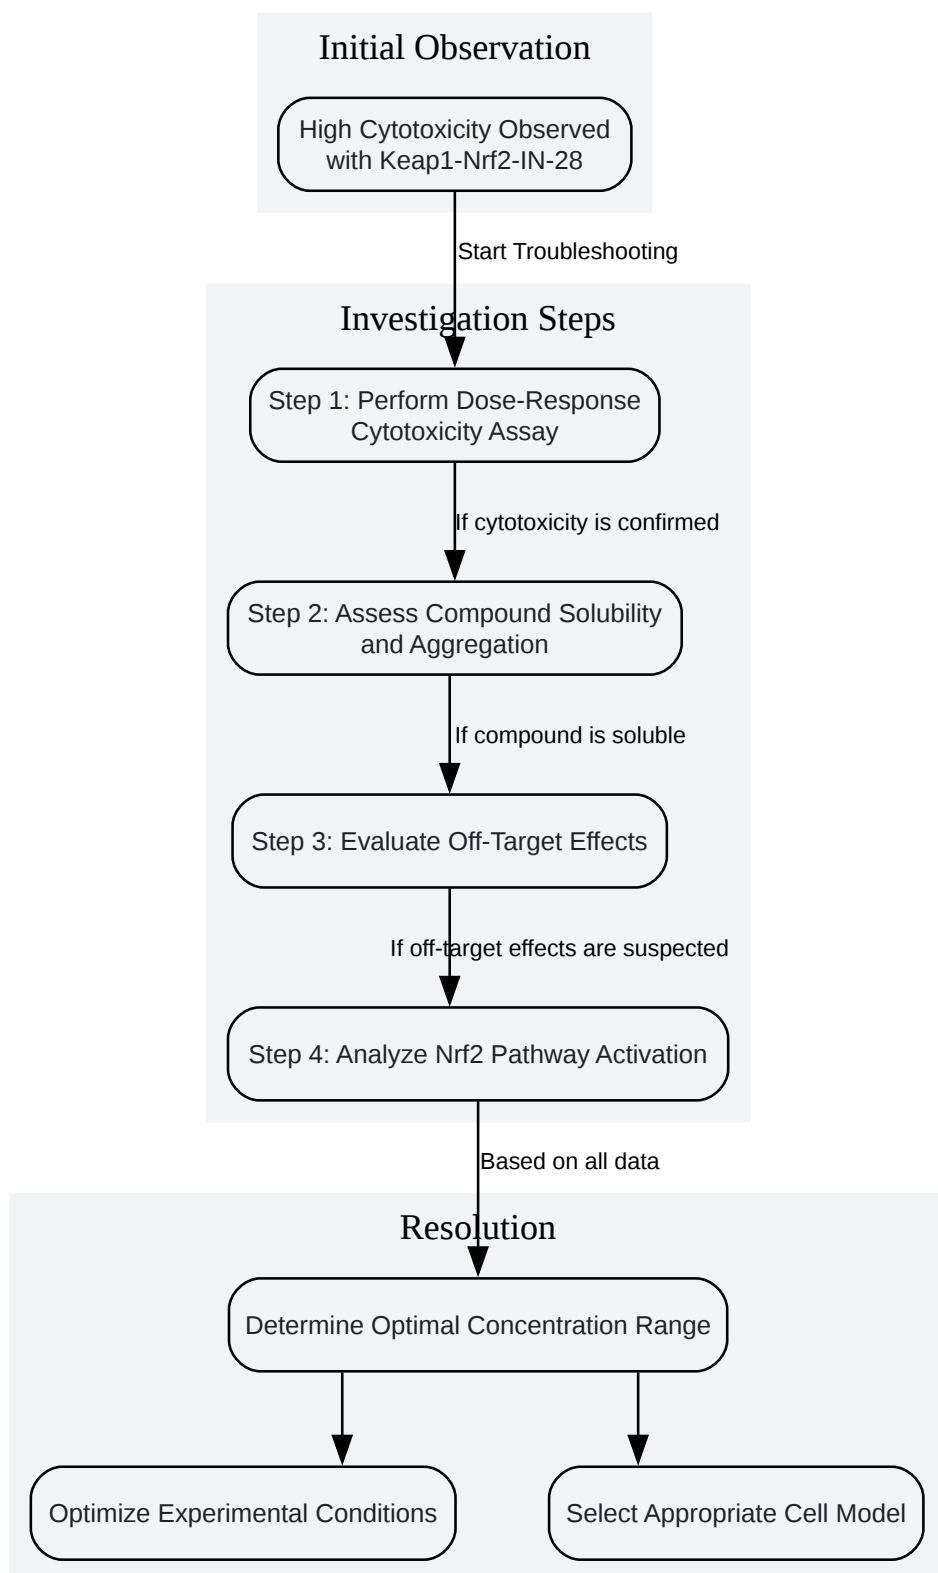 Initial Observation
High Cytotoxicity Observed
with Keap1-Nrf2-IN-28
Start Troubleshooting
Investigation Steps
Step 1: Perform Dose-Response
Cytotoxicity Assay
If cytotoxicity is confirmed
Step 2: Assess Compound Solubility
and Aggregation
If compound is soluble
Step 3: Evaluate Off-Target Effects
If off-target effects are suspected
Step 4: Analyze Nrf2 Pathway Activation
Based on all data
Resolution
Determine Optimal Concentration Range
Optimize Experimental Conditions
Select Appropriate Cell Model